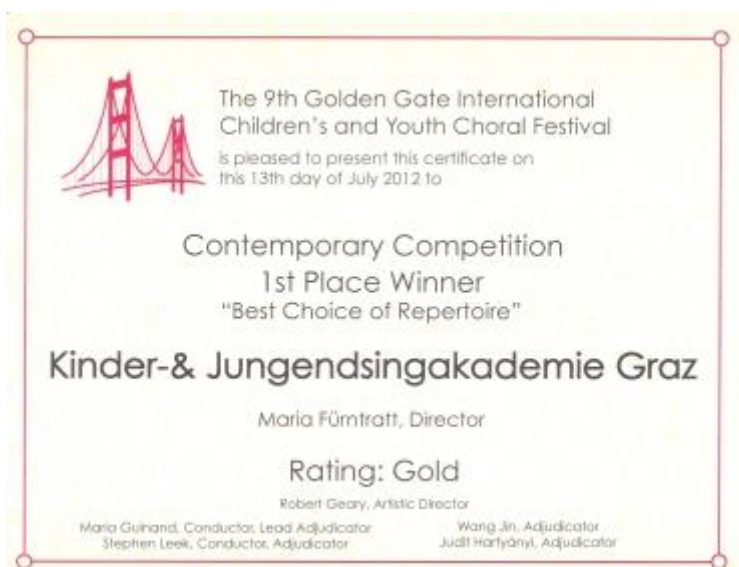 The 9th Golden Gate International
Children's and Youth Choral Festival
is pleased to present this certificate on
this 13th day of July 2012 to
Contemporary Competition
1st Place Winner
"Best Choice of Repertoire"
Kinder-& Jungendsingakademie Graz
Maria Fürntratt, Director
Rating: Gold
Robert Geary, Artistic Director
Maria Guinand, Conductor, Lead Adjudicator
Wang Jin, Adjudicator
Stephen Leek, Conductor, Adjudicator
Judit Hartyányi, Adjudicator